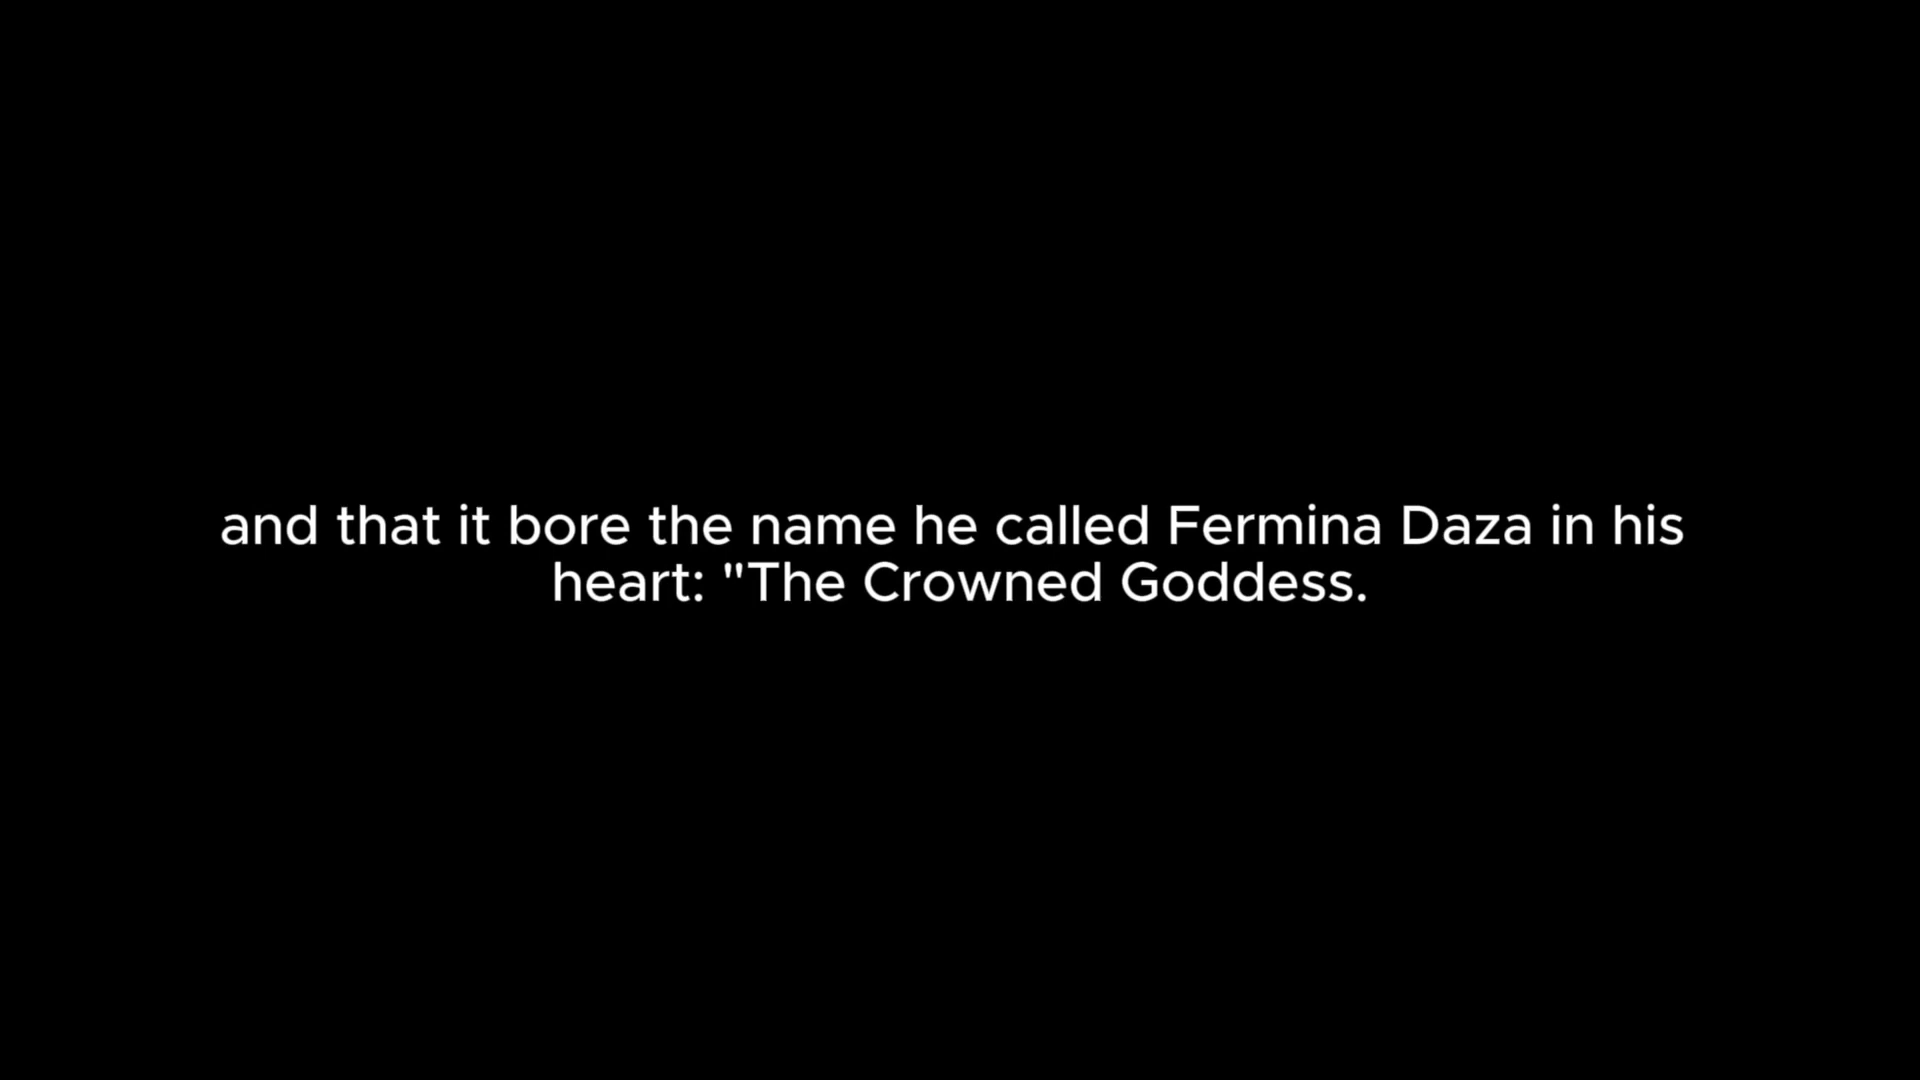 and that it bore the name he called Fermina Daza in his
heart: "The Crowned Goddess.